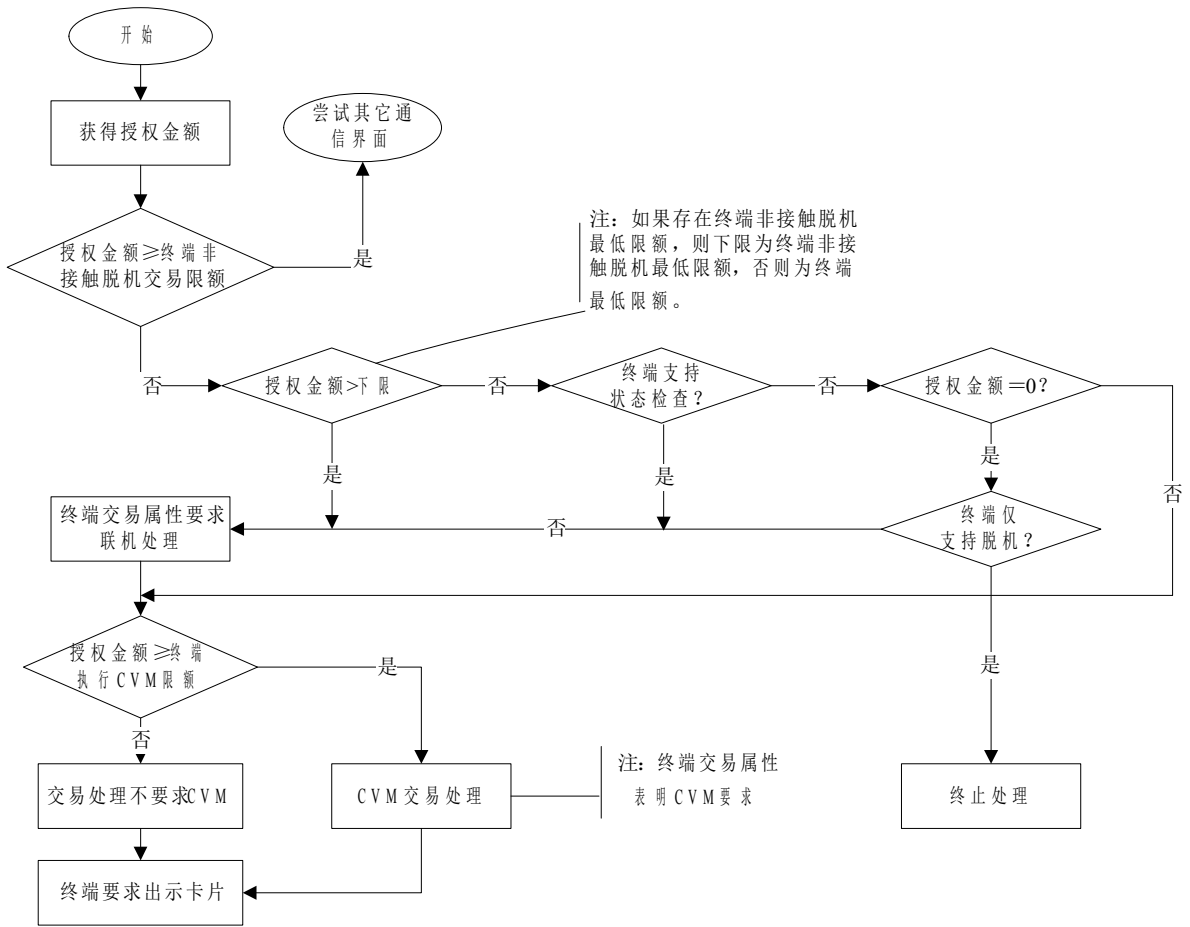 开始
获得授权金额
尝试其它通
信界面
授权金额≥终端非
接触脱机交易限额
是
注：如果存在终端非接触脱机
最低限额，则下限为终端非接
触脱机最低限额，否则为终端
最低限额。
否
授权金额>下限
否
终端支持
状态检查？
否
授权金额=0？
是
是
是
否
终端交易属性要求
联机处理
否
终端仅
支持脱机？
授权金额≥终端
执行CVM限额
是
是
否
交易处理不要求CVM
CVM交易处理
注：终端交易属性
表明CVM要求
终止处理
终端要求出示卡片